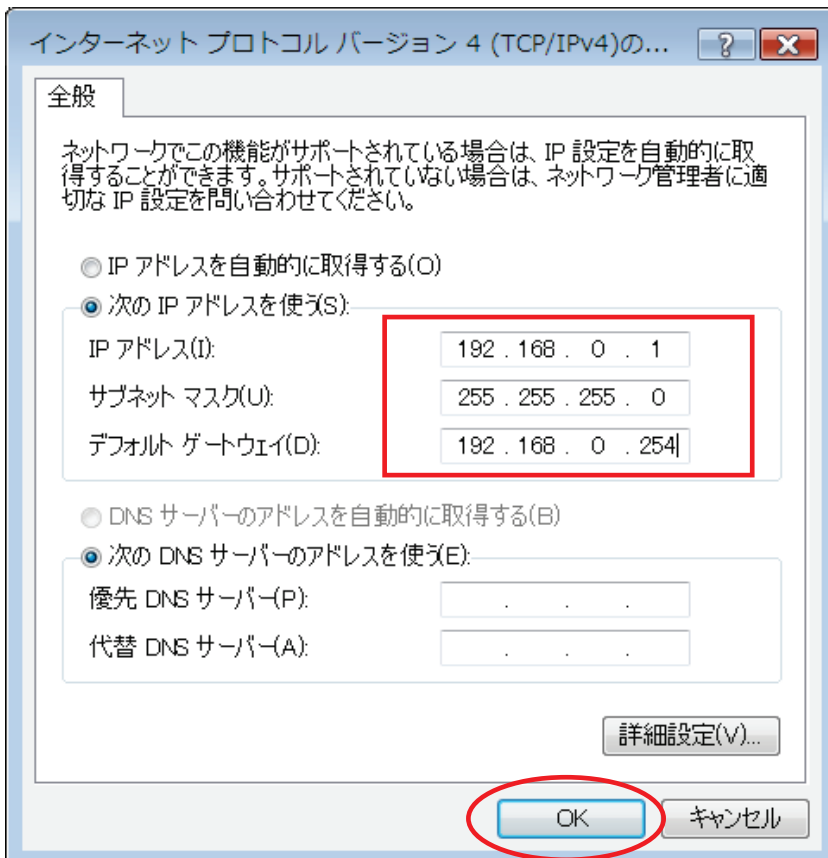 インターネット プロトコル バージョン 4 (TCP/IPv4)の...
全般
ネットワークでこの機能がサポートされている場合は、IP 設定を自動的に取
得することができます。サポートされていない場合は、ネットワーク管理者に適
切な IP 設定を問い合わせてください。
IP アドレスを自動的に取得する(O)
次の IP アドレスを使う(S):
IP アドレス(I): 192 . 168 . 0 . 1
サブネット マスク(U): 255 . 255 . 255 . 0
デフォルト ゲートウェイ(D): 192 . 168 . 0 . 254
DNS サーバーのアドレスを自動的に取得する(B)
次の DNS サーバーのアドレスを使う(E):
優先 DNS サーバー(P): . . .
代替 DNS サーバー(A): . . .
詳細設定(V)...
OK キャンセル